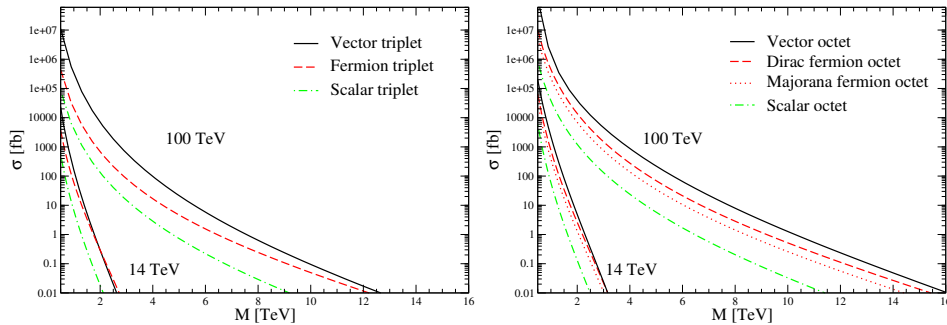 1e+07
1e+06
1e+05
10000
1000
100
10
1
0.1
0.01
σ [fb]
Vector triplet
Fermion triplet
Scalar triplet
100 TeV
14 TeV
2 4 6 8 10 12 14 16
M [TeV]
1e+07
1e+06
1e+05
10000
1000
100
10
1
0.1
0.01
σ [fb]
Vector octet
Dirac fermion octet
Majorana fermion octet
Scalar octet
100 TeV
14 TeV
2 4 6 8 10 12 14 16
M [TeV]